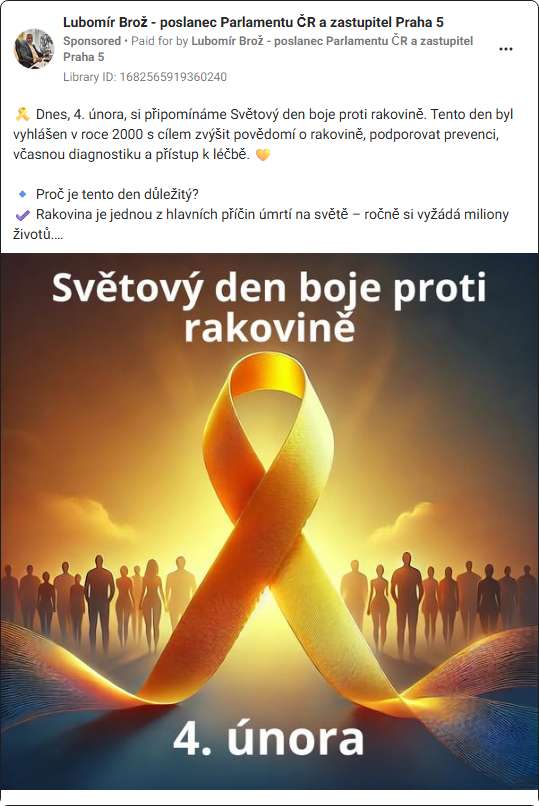 Lubomír Brož - poslanec Parlamentu ČR a zastupitel Praha 5
Sponsored • Paid for by Lubomír Brož - poslanec Parlamentu ČR a zastupitel
Praha 5
Library ID: 1682565919360240
🎗️ Dnes, 4. února, si připomínáme Světový den boje proti rakovině. Tento den byl
vyhlášen v roce 2000 s cílem zvýšit povědomí o rakovině, podporovat prevenci,
včasnou diagnostiku a přístup k léčbě. 🧡
🔹 Proč je tento den důležitý?
✔️ Rakovina je jednou z hlavních příčin úmrtí na světě – ročně si vyžádá miliony
životů....
Světový den boje proti
rakovině
4. února